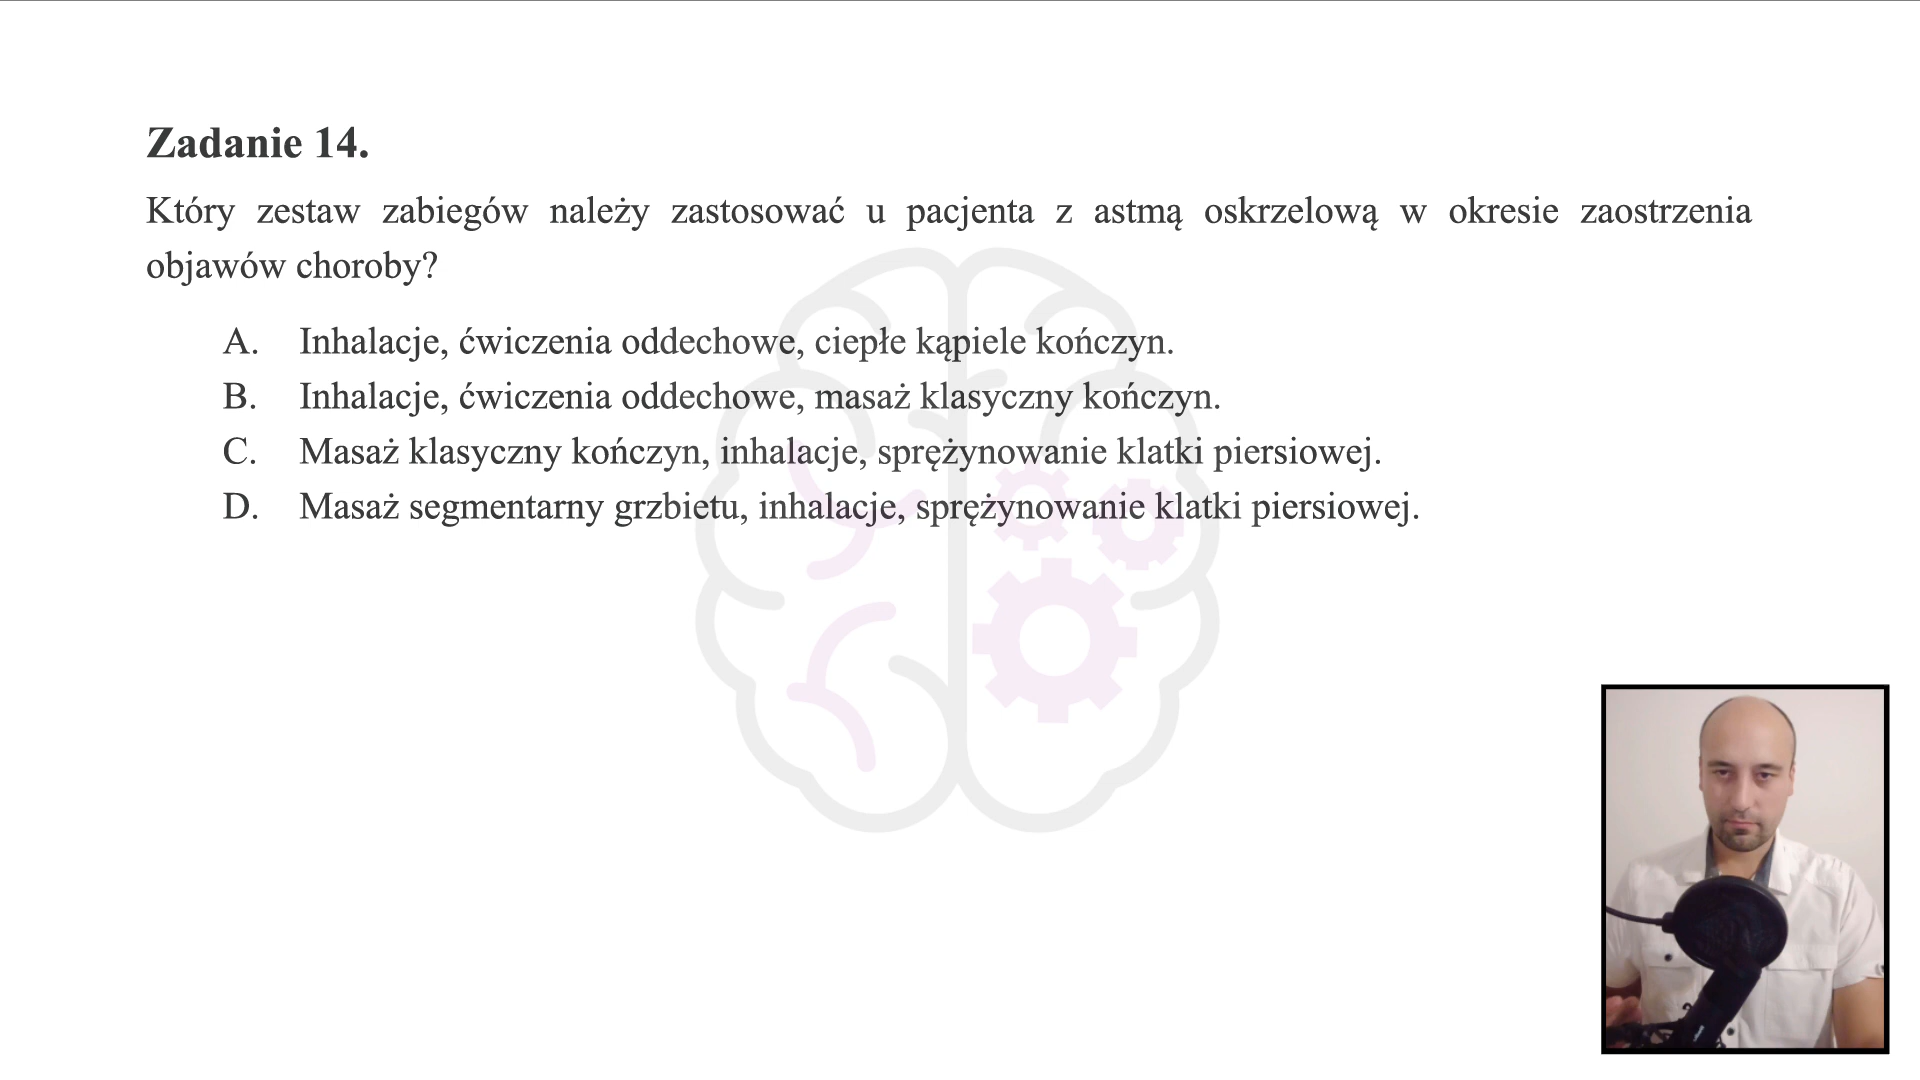 Zadanie 14.
Który zestaw zabiegów należy zastosować u pacjenta z astmą oskrzelową w okresie zaostrzenia
objawów choroby?
A. Inhalacje, ćwiczenia oddechowe, ciepłe kąpiele kończyn.
B. Inhalacje, ćwiczenia oddechowe, masaż klasyczny kończyn.
C. Masaż klasyczny kończyn, inhalacje, sprężynowanie klatki piersiowej.
D. Masaż segmentarny grzbietu, inhalacje, sprężynowanie klatki piersiowej.